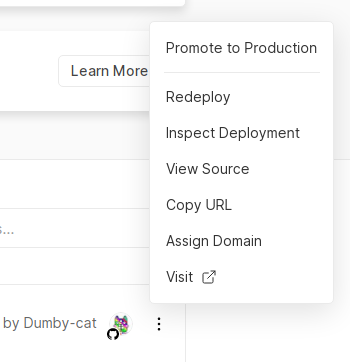 Promote to Production
Learn More
Redeploy
Inspect Deployment
View Source
Copy URL
s...
Assign Domain
Visit
by Dumby-cat